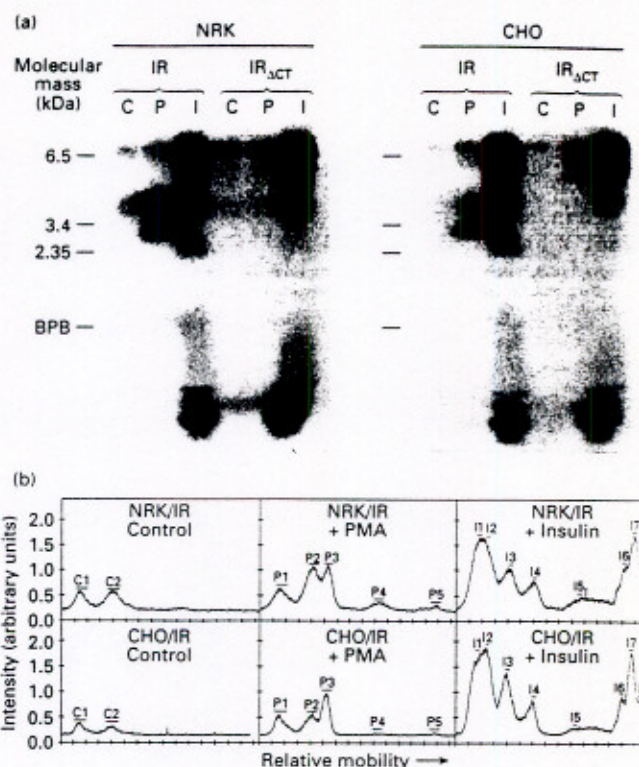 (a)
NRK CHO
Molecular mass (kDa)
IR IRΔCT IR IRΔCT
C P I C P I C P I C P I
6.5
3.4
2.35
BPB
(b)
Intensity (arbitrary units)
2.0 1.5 1.0 0.5 0.0
NRK/IR Control
C1 C2
NRK/IR + PMA
P1 P2 P3 P4 P5
NRK/IR + Insulin
I1 I2 I3 I4 I5 I6 I7
2.0 1.5 1.0 0.5 0.0
CHO/IR Control
C1 C2
CHO/IR + PMA
P1 P2 P3 P4 P5
CHO/IR + Insulin
I1 I2 I3 I4 I5 I6 I7
Relative mobility